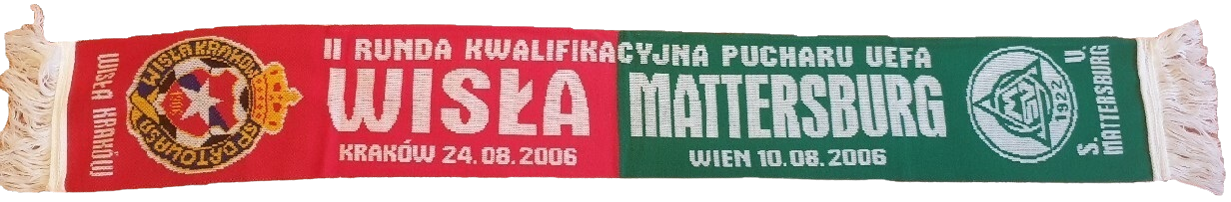 WISŁA KRAKÓW
WISŁA KRAKÓW
II RUNDA KWALIFIKACYJNA PUCHARU UEFA
WISŁA MATTERSBURG
KRAKÓW 24.08.2006 WIEN 10.08.2006
1922
S. U.
MATTERSBURG